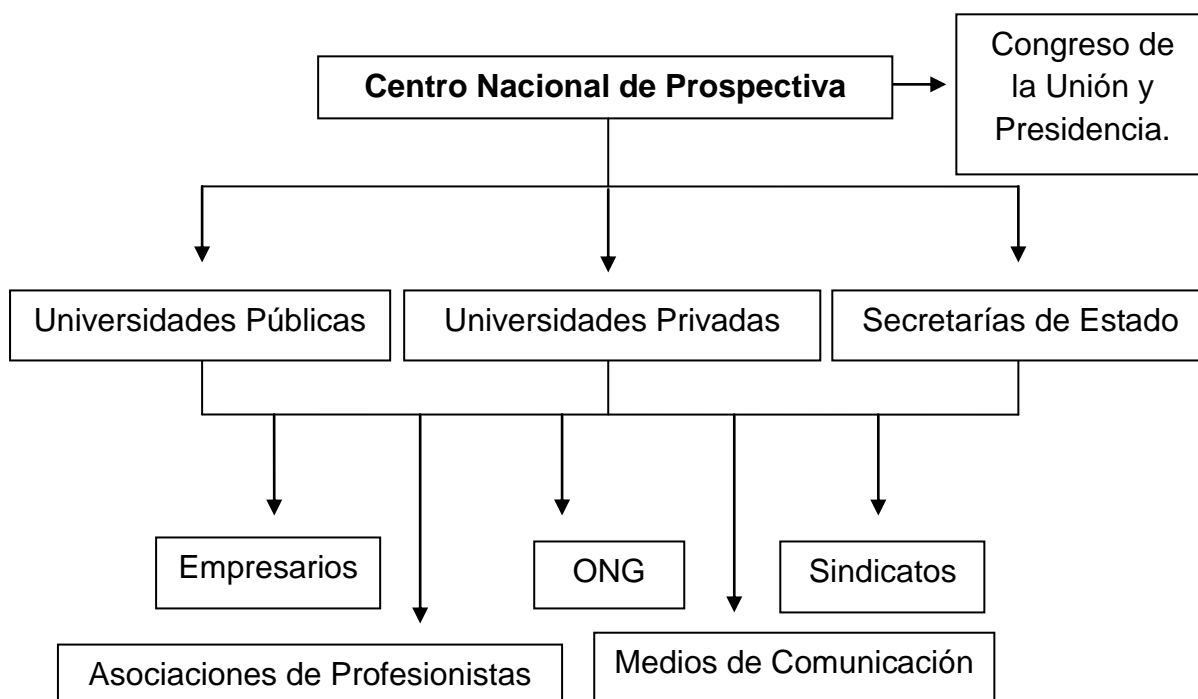 Centro Nacional de Prospectiva
Congreso de
la Unión y
Presidencia.
Universidades Públicas
Universidades Privadas
Secretarías de Estado
Empresarios
ONG
Sindicatos
Asociaciones de Profesionistas
Medios de Comunicación